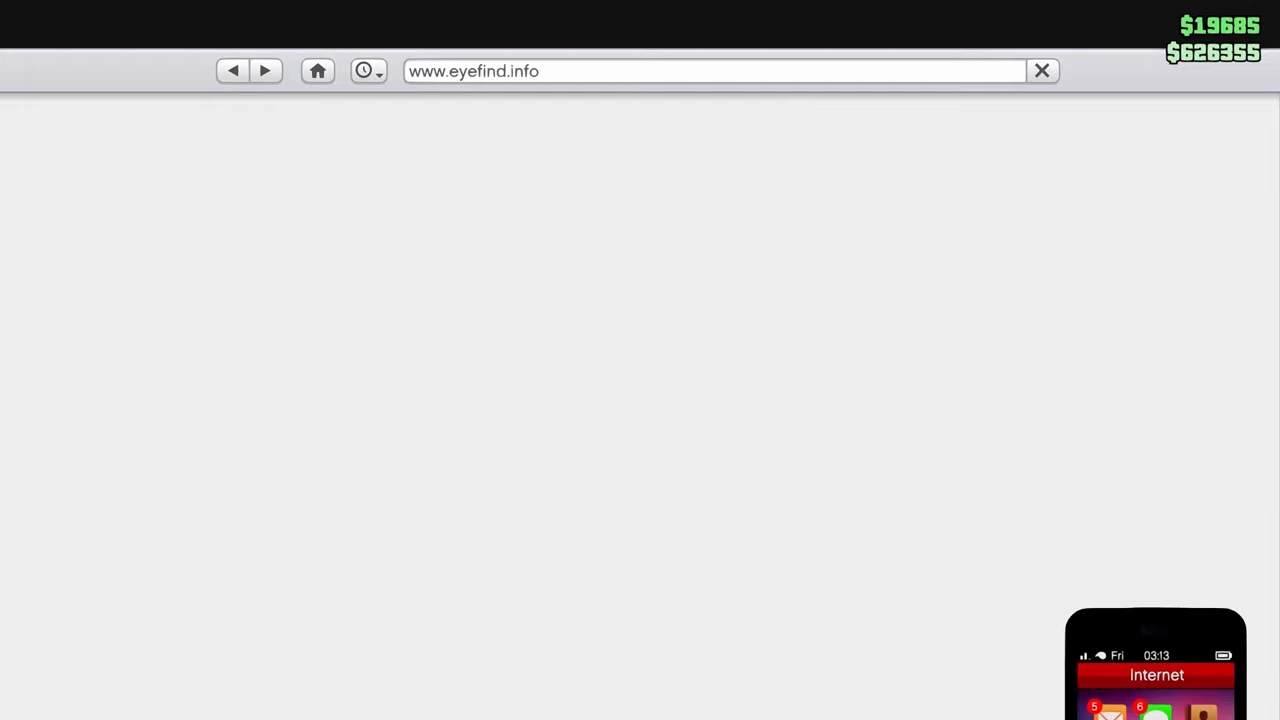 $19685
$626355
www.eyefind.info
Fri 03:13
Internet
5 6